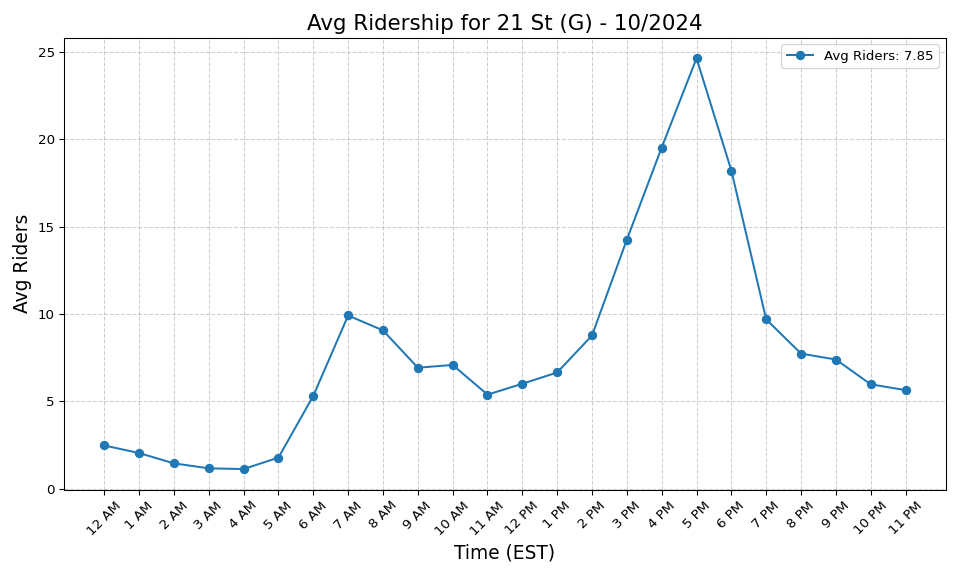 Avg Ridership for 21 St (G) - 10/2024
Avg Riders: 7.85
25
20
15
10
5
0
Avg Riders
12 AM 1 AM 2 AM 3 AM 4 AM 5 AM 6 AM 7 AM 8 AM 9 AM 10 AM 11 AM 12 PM 1 PM 2 PM 3 PM 4 PM 5 PM 6 PM 7 PM 8 PM 9 PM 10 PM 11 PM
Time (EST)